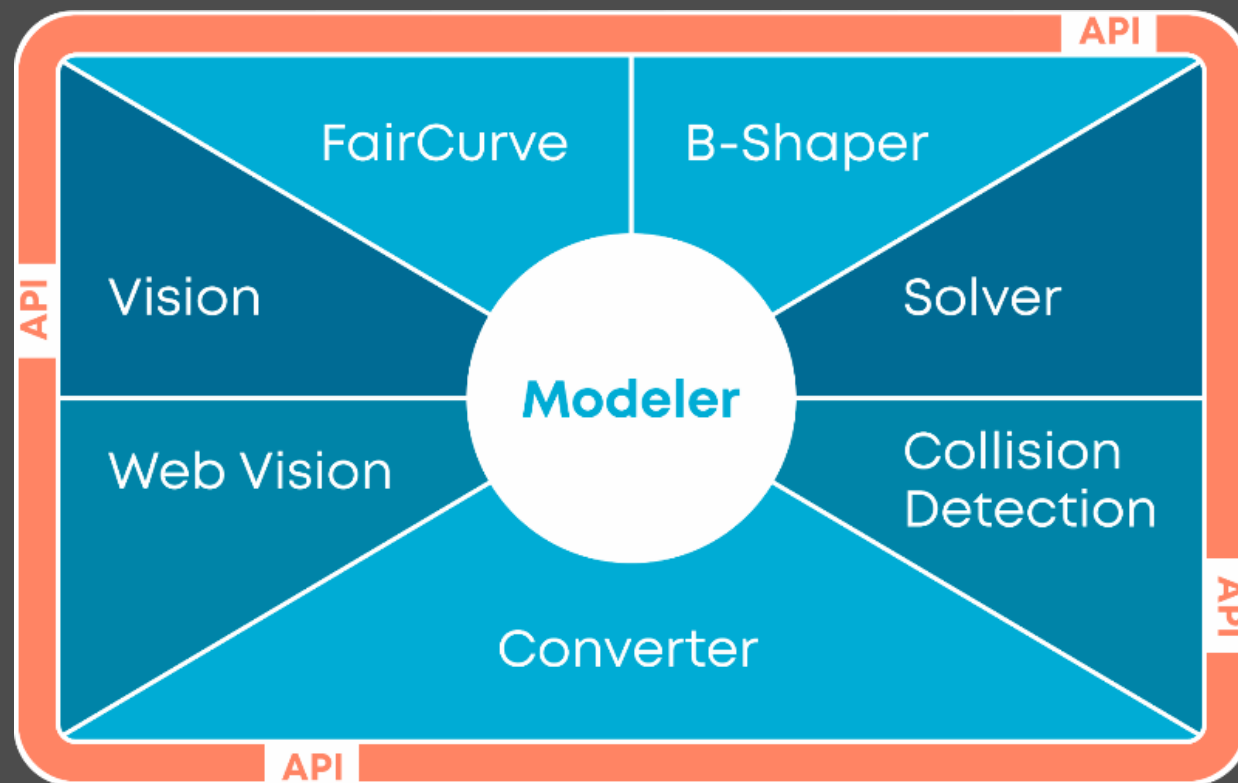 API
FairCurve
B-Shaper
Vision
Solver
API
Modeler
Web Vision
Collision
Detection
API
Converter
API